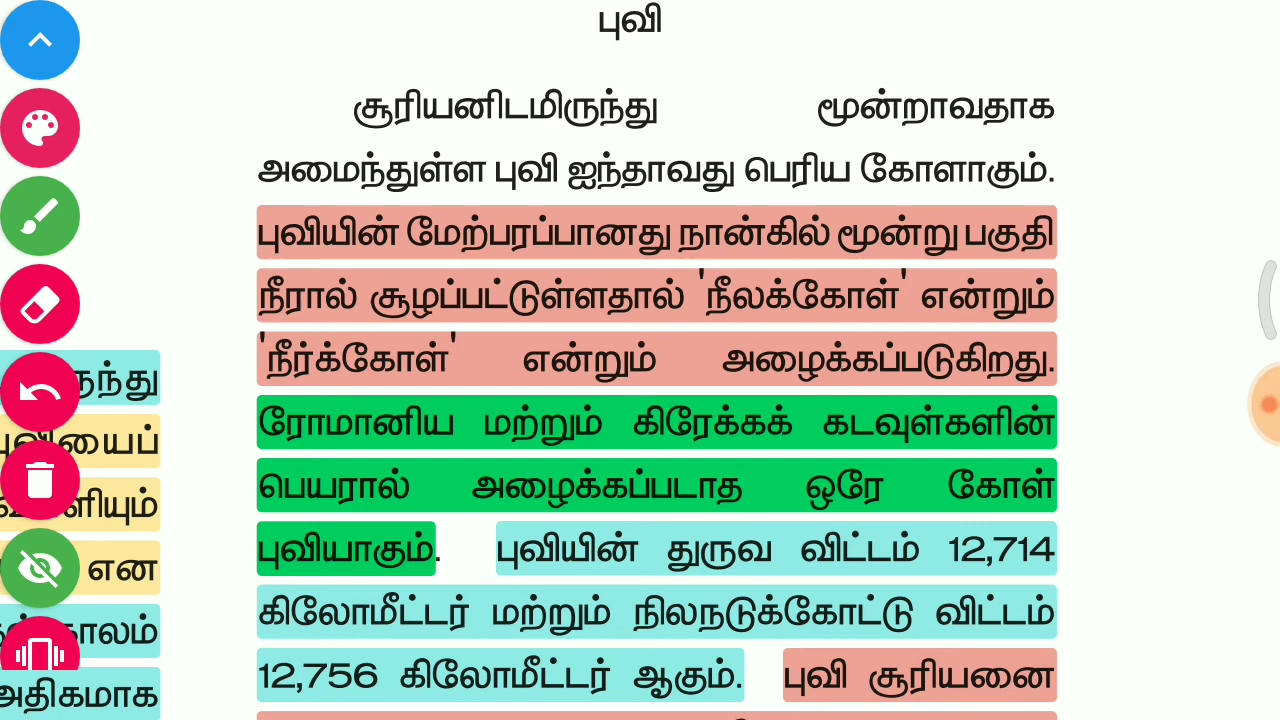 புவி
சூரியனிடமிருந்து மூன்றாவதாக
அமைந்துள்ள புவி ஐந்தாவது பெரிய கோளாகும்.
புவியின் மேற்பரப்பானது நான்கில் மூன்று பகுதி
நீரால் சூழப்பட்டுள்ளதால் 'நீலக்கோள்' என்றும்
'நீர்க்கோள்' என்றும் அழைக்கப்படுகிறது.
ரோமானிய மற்றும் கிரேக்கக் கடவுள்களின்
பெயரால் அழைக்கப்படாத ஒரே கோள்
புவியாகும். புவியின் துருவ விட்டம் 12,714
கிலோமீட்டர் மற்றும் நிலநடுக்கோட்டு விட்டம்
12,756 கிலோமீட்டர் ஆகும். புவி சூரியனை
என
அதிகமாக